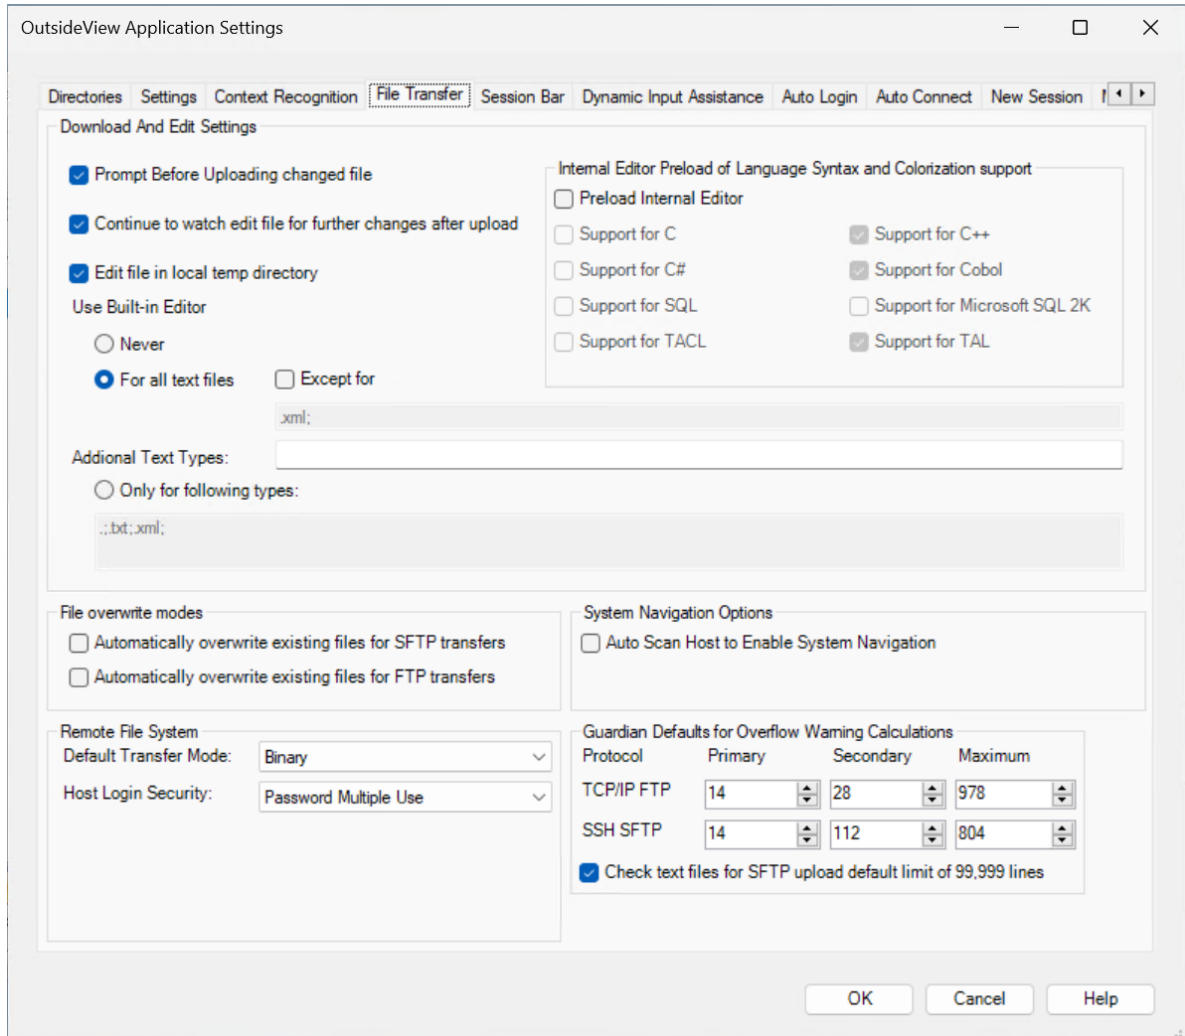 OutsideView Application Settings
Directories Settings Context Recognition File Transfer Session Bar Dynamic Input Assistance Auto Login Auto Connect New Session
Download And Edit Settings
Prompt Before Uploading changed file
Continue to watch edit file for further changes after upload
Edit file in local temp directory
Use Built-in Editor
Never
For all text files Except for
.xml;
Internal Editor Preload of Language Syntax and Colorization support
Preload Internal Editor
Support for C Support for C++
Support for C# Support for Cobol
Support for SQL Support for Microsoft SQL 2K
Support for TACL Support for TAL
Addional Text Types:
Only for following types:
.;.txt;.xml;
File overwrite modes
Automatically overwrite existing files for SFTP transfers
Automatically overwrite existing files for FTP transfers
System Navigation Options
Auto Scan Host to Enable System Navigation
Remote File System
Default Transfer Mode: Binary
Host Login Security: Password Multiple Use
Guardian Defaults for Overflow Warning Calculations
Protocol Primary Secondary Maximum
TCP/IP FTP 14 28 978
SSH SFTP 14 112 804
Check text files for SFTP upload default limit of 99,999 lines
OK Cancel Help